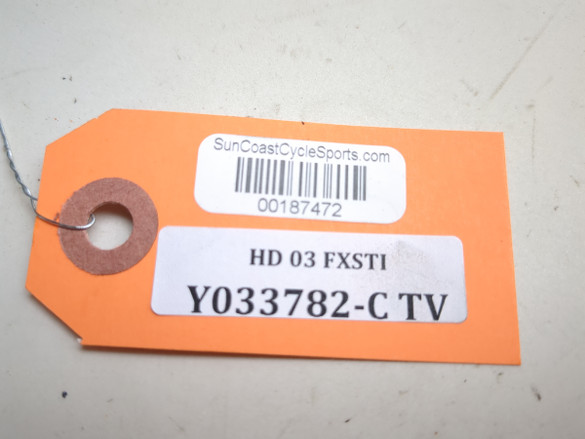 SunCoastCycleSports.com
00187472
HD 03 FXSTI
Y033782-C TV